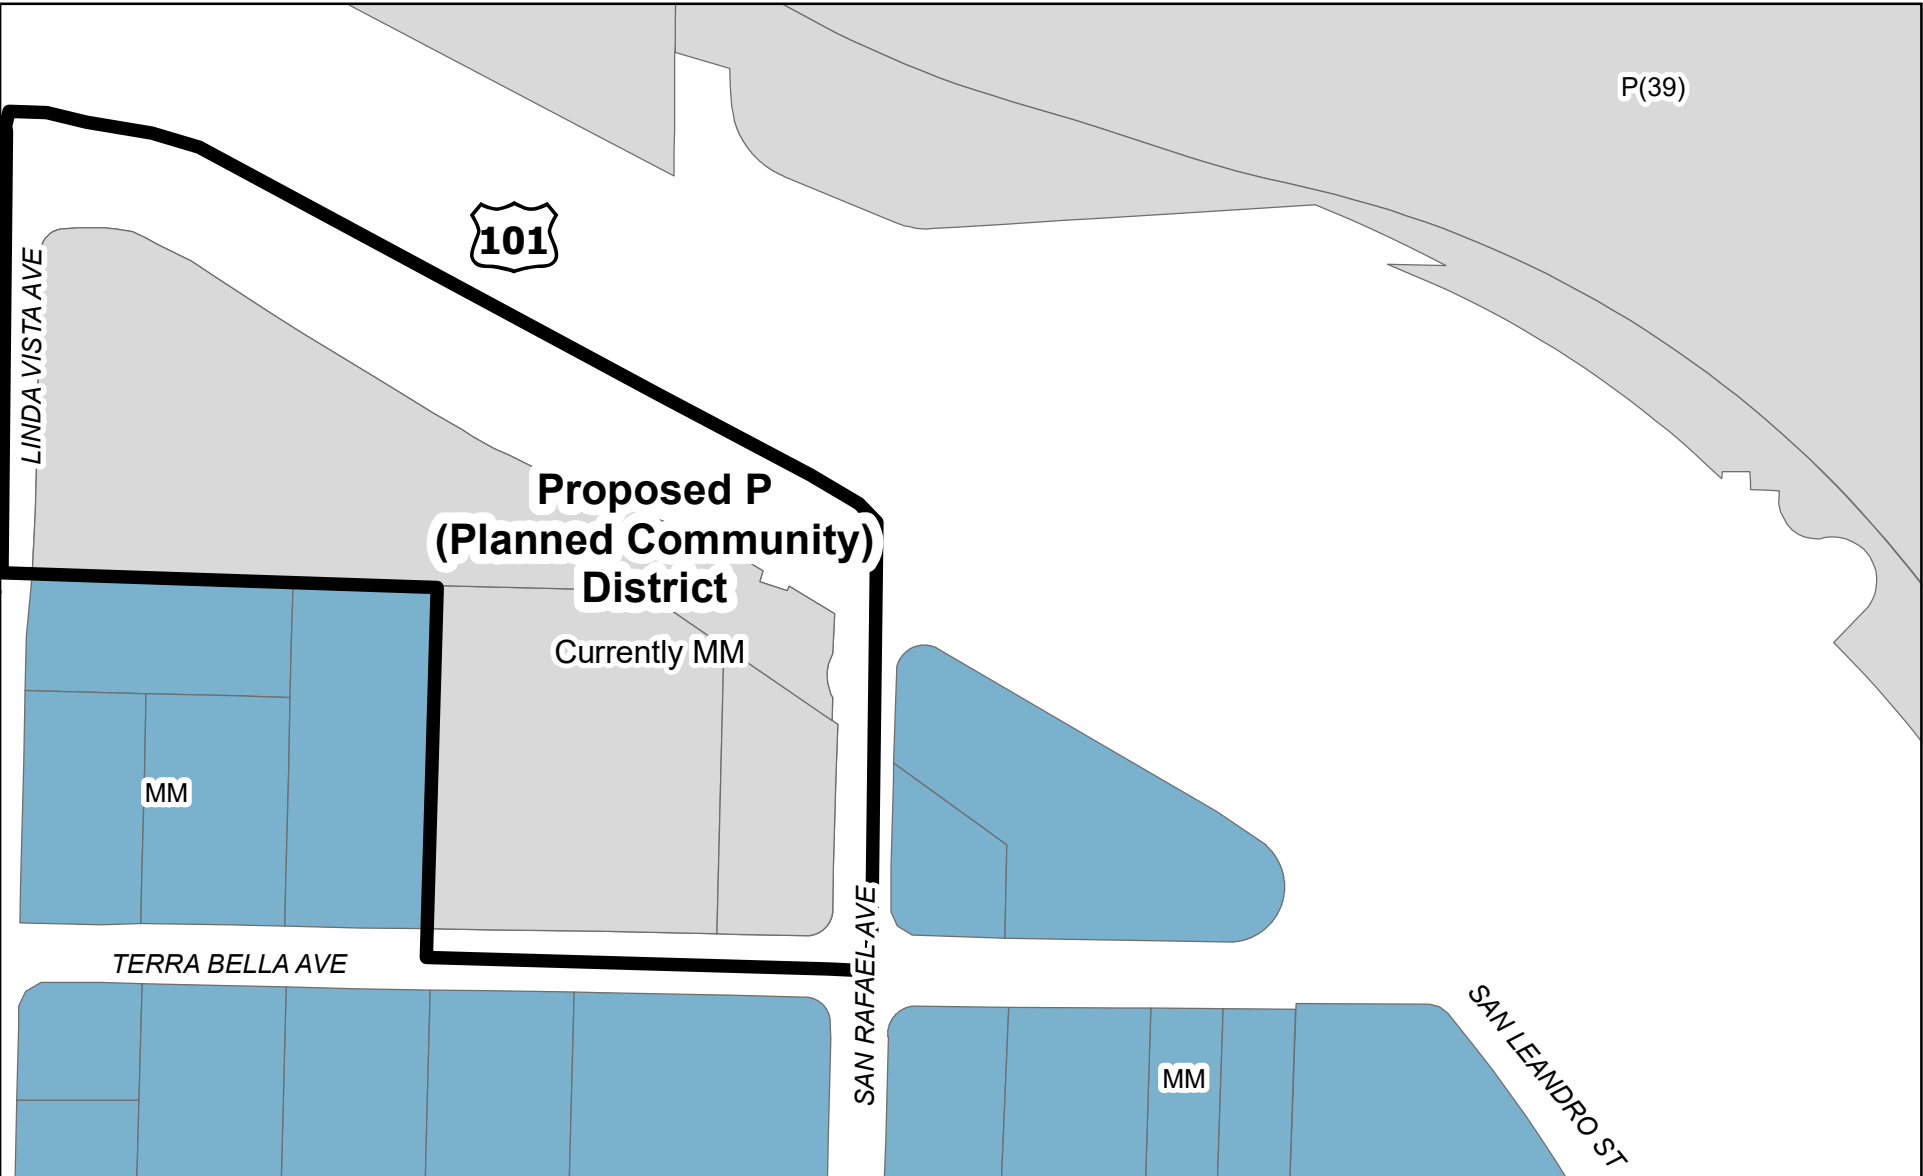 P(39)
101
LINDA VISTA AVE
Proposed P
(Planned Community)
District
Currently MM
MM
TERRA BELLA AVE
SAN RAFAEL AVE
SAN LEANDRO ST
MM